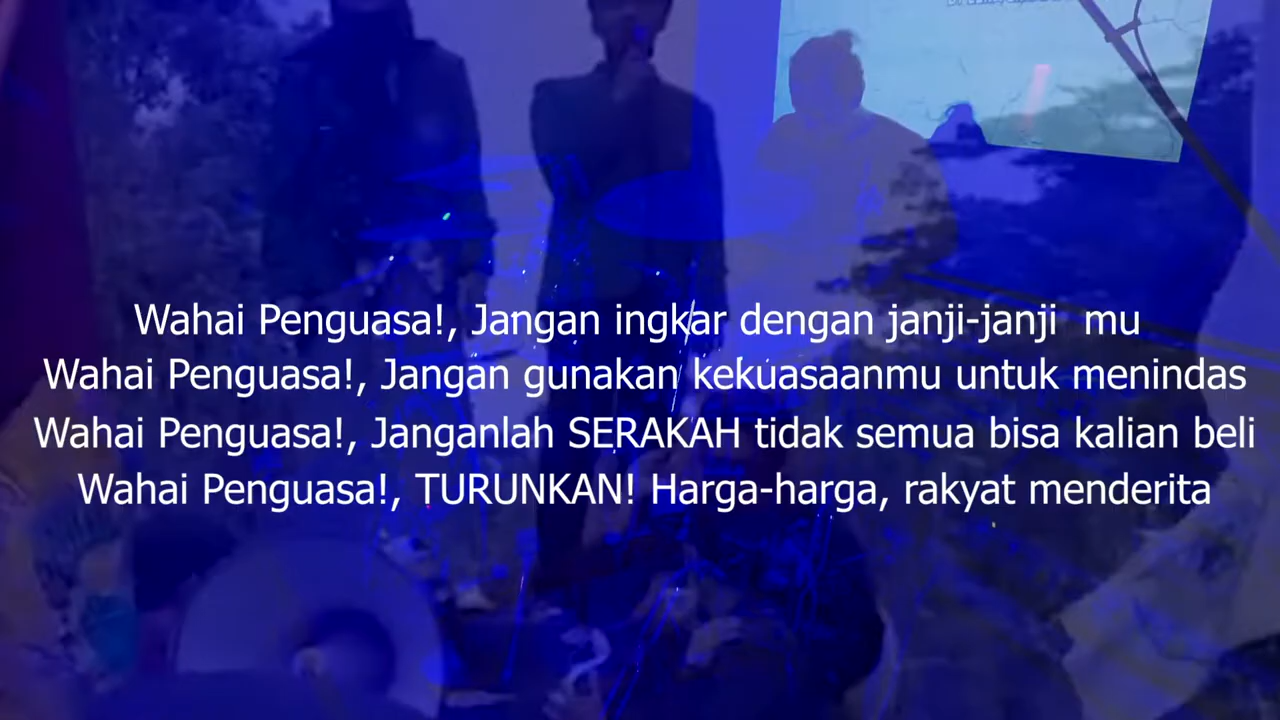 Wahai Penguasa!, Jangan ingkar dengan janji-janji  mu
Wahai Penguasa!, Jangan gunakan kekuasaanmu untuk menindas
Wahai Penguasa!, Janganlah SERAKAH tidak semua bisa kalian beli
Wahai Penguasa!, TURUNKAN! Harga-harga, rakyat menderita